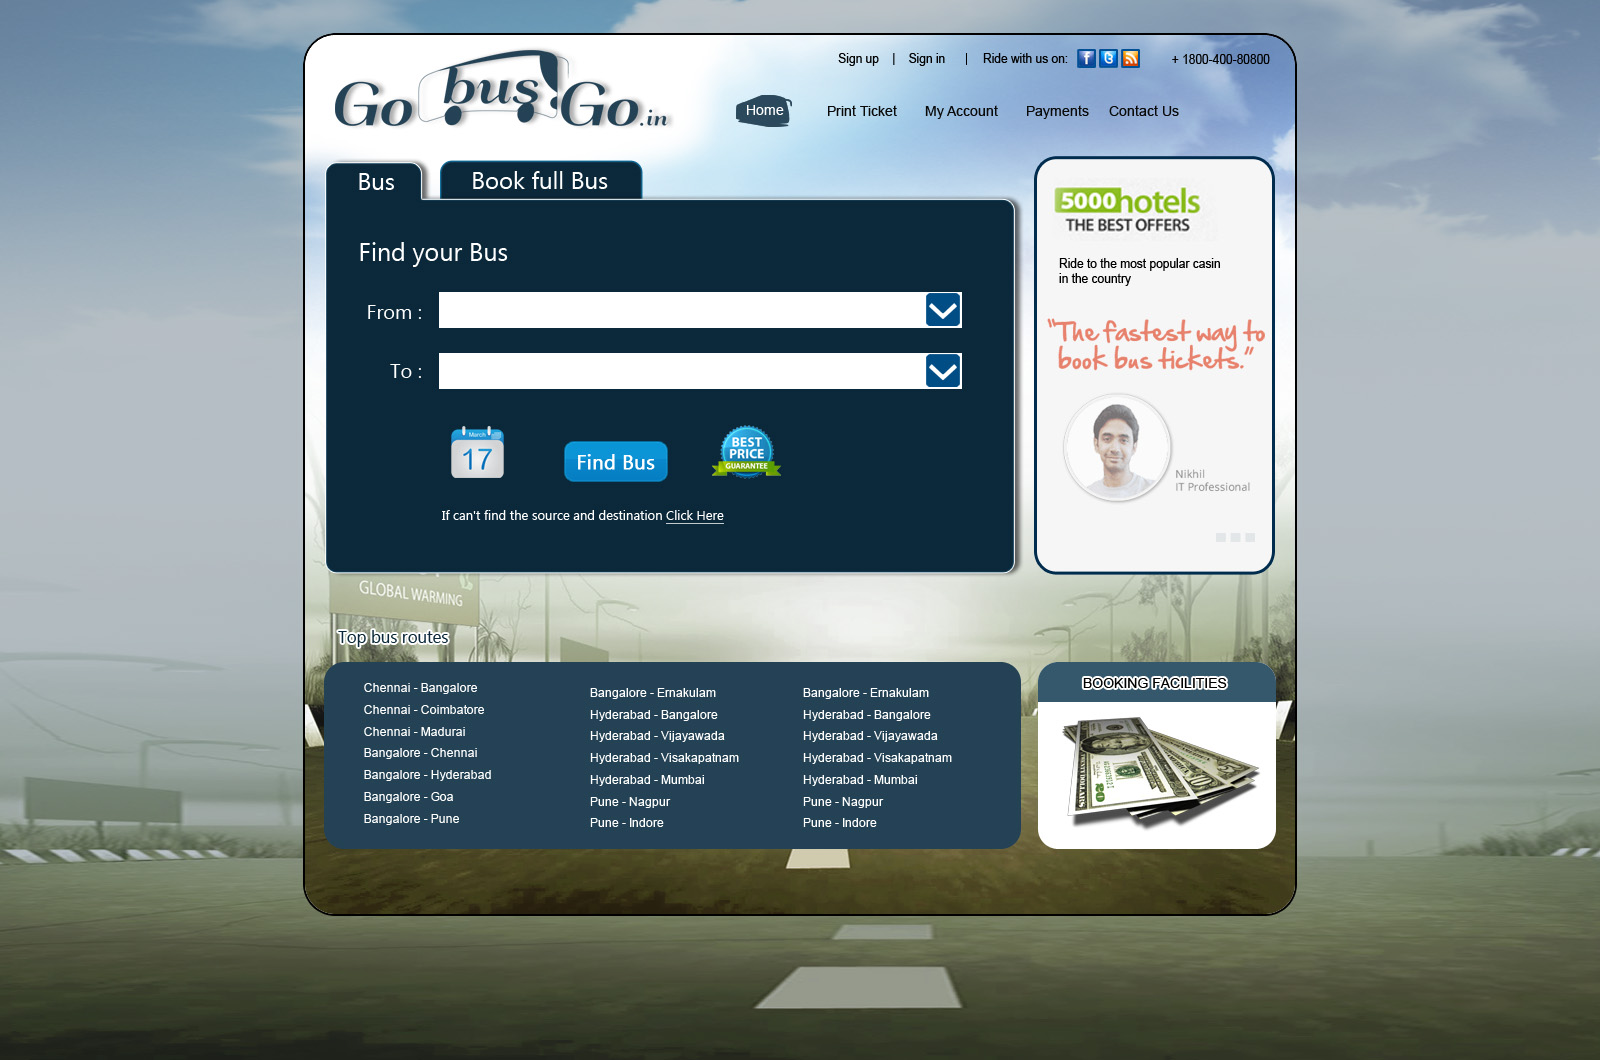 Go bus Go.in
Sign up | Sign in | Ride with us on: + 1800-400-80800
Home Print Ticket My Account Payments Contact Us
Bus Book full Bus
Find your Bus
From :
To :
March
17
Find Bus
BEST
PRICE
GUARANTEE
If can't find the source and destination Click Here
5000 hotels
THE BEST OFFERS
Ride to the most popular casin
in the country
"The fastest way to
book bus tickets."
Nikhil
IT Professional
GLOBAL WARMING
Top bus routes
Chennai - Bangalore
Chennai - Coimbatore
Chennai - Madurai
Bangalore - Chennai
Bangalore - Hyderabad
Bangalore - Goa
Bangalore - Pune
Bangalore - Ernakulam
Hyderabad - Bangalore
Hyderabad - Vijayawada
Hyderabad - Visakapatnam
Hyderabad - Mumbai
Pune - Nagpur
Pune - Indore
Bangalore - Ernakulam
Hyderabad - Bangalore
Hyderabad - Vijayawada
Hyderabad - Visakapatnam
Hyderabad - Mumbai
Pune - Nagpur
Pune - Indore
BOOKING FACILITIES